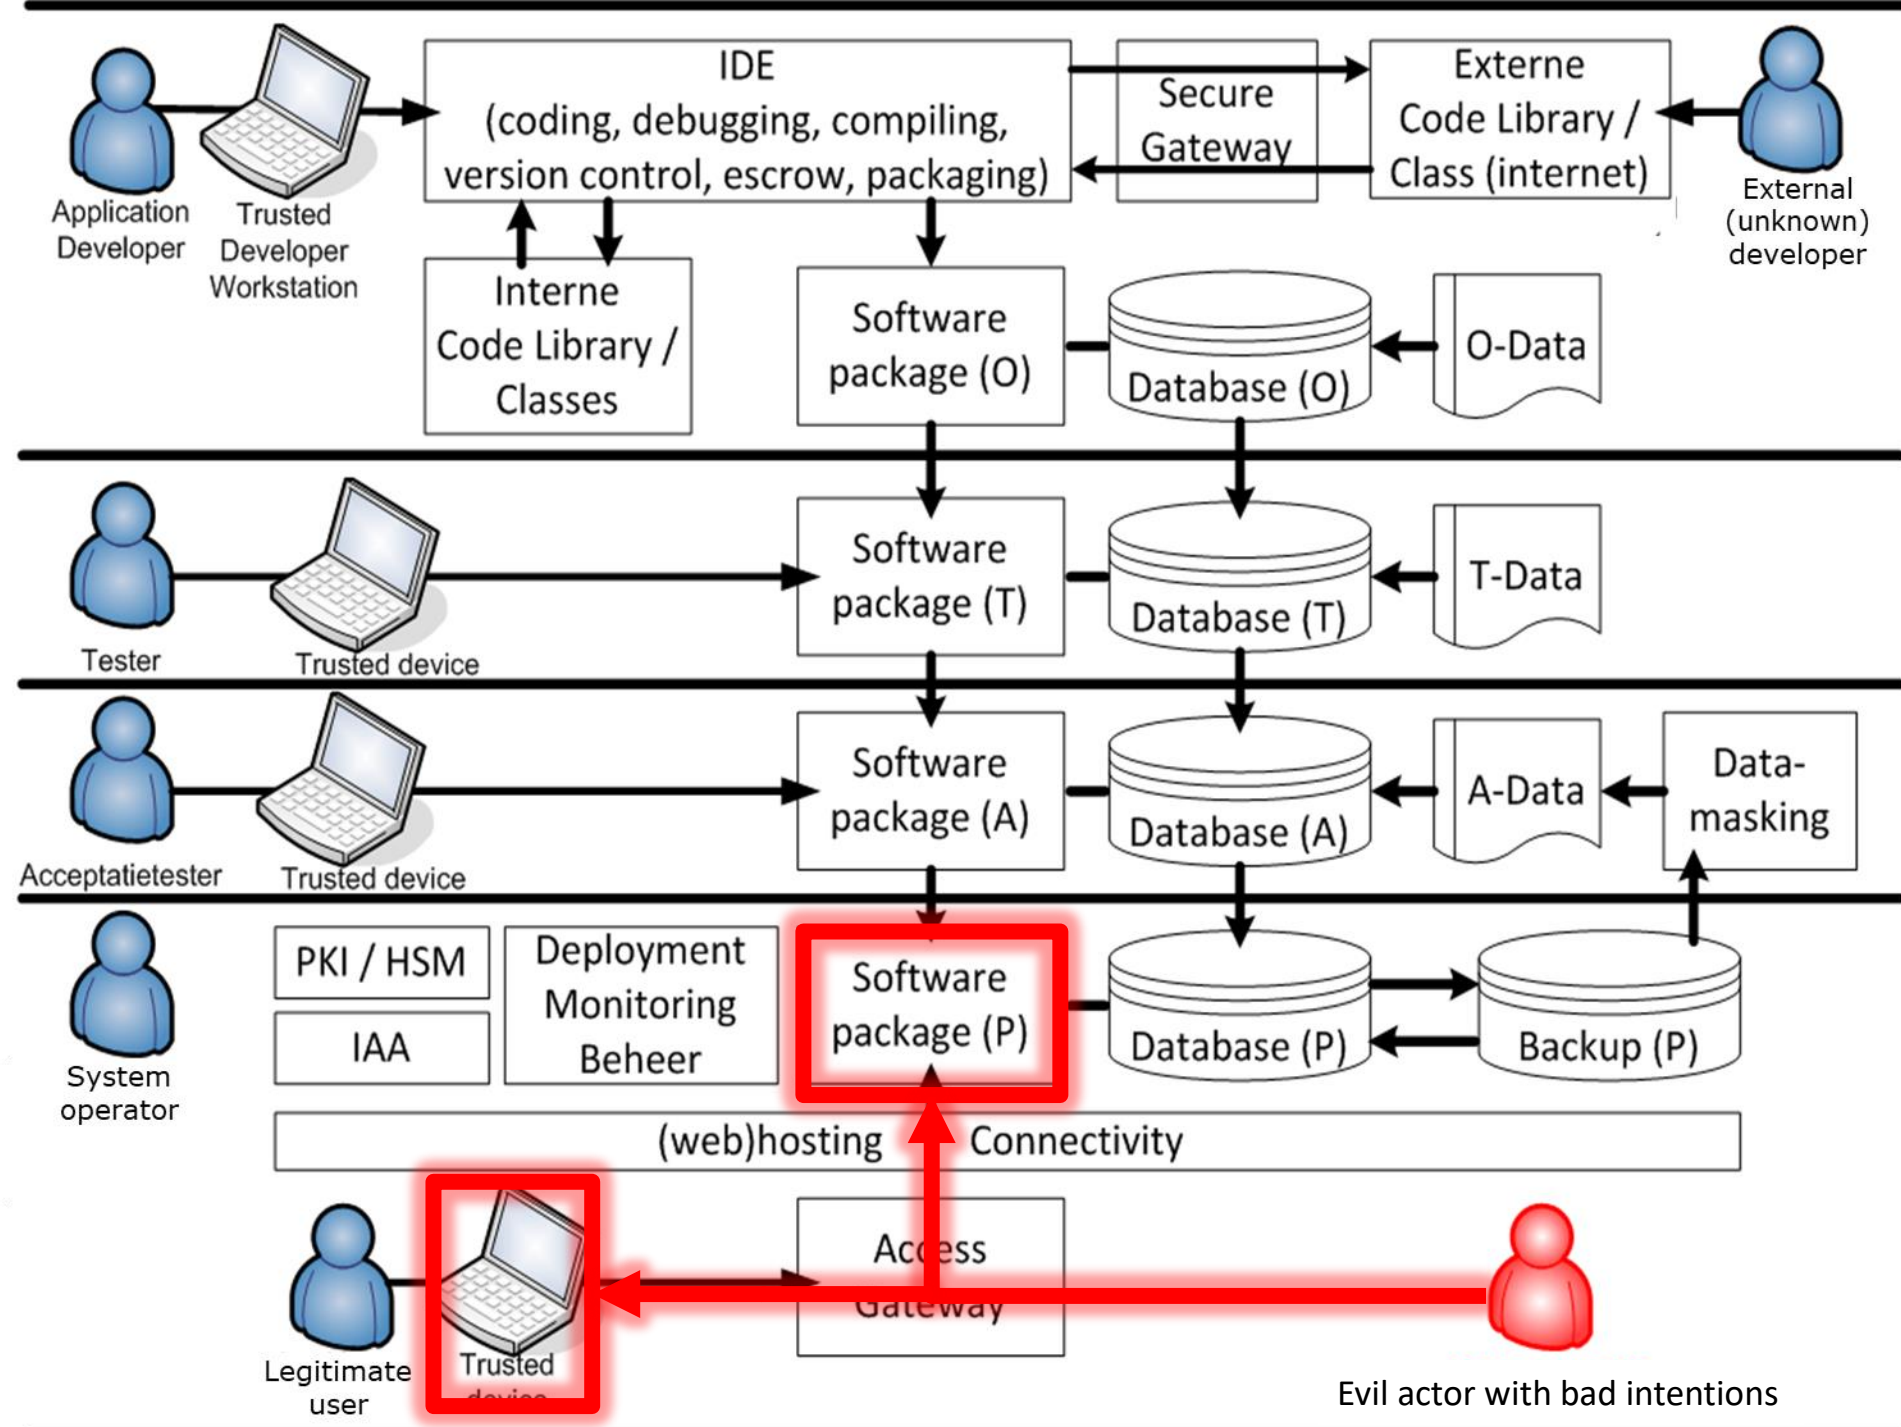 IDE
(coding, debugging, compiling,
version control, escrow, packaging)
Secure
Gateway
Externe
Code Library /
Class (internet)
Application
Developer
Trusted
Developer
Workstation
External
(unknown)
developer
Interne
Code Library /
Classes
Software
package (O)
Database (O)
O-Data
Software
package (T)
Database (T)
T-Data
Tester
Trusted device
Software
package (A)
Database (A)
A-Data
Data-
masking
Acceptatietester
Trusted device
PKI / HSM
IAA
Deployment
Monitoring
Beheer
Software
package (P)
Database (P)
Backup (P)
System
operator
(web)hosting Connectivity
Access
Gateway
Legitimate
user
Trusted
device
Evil actor with bad intentions